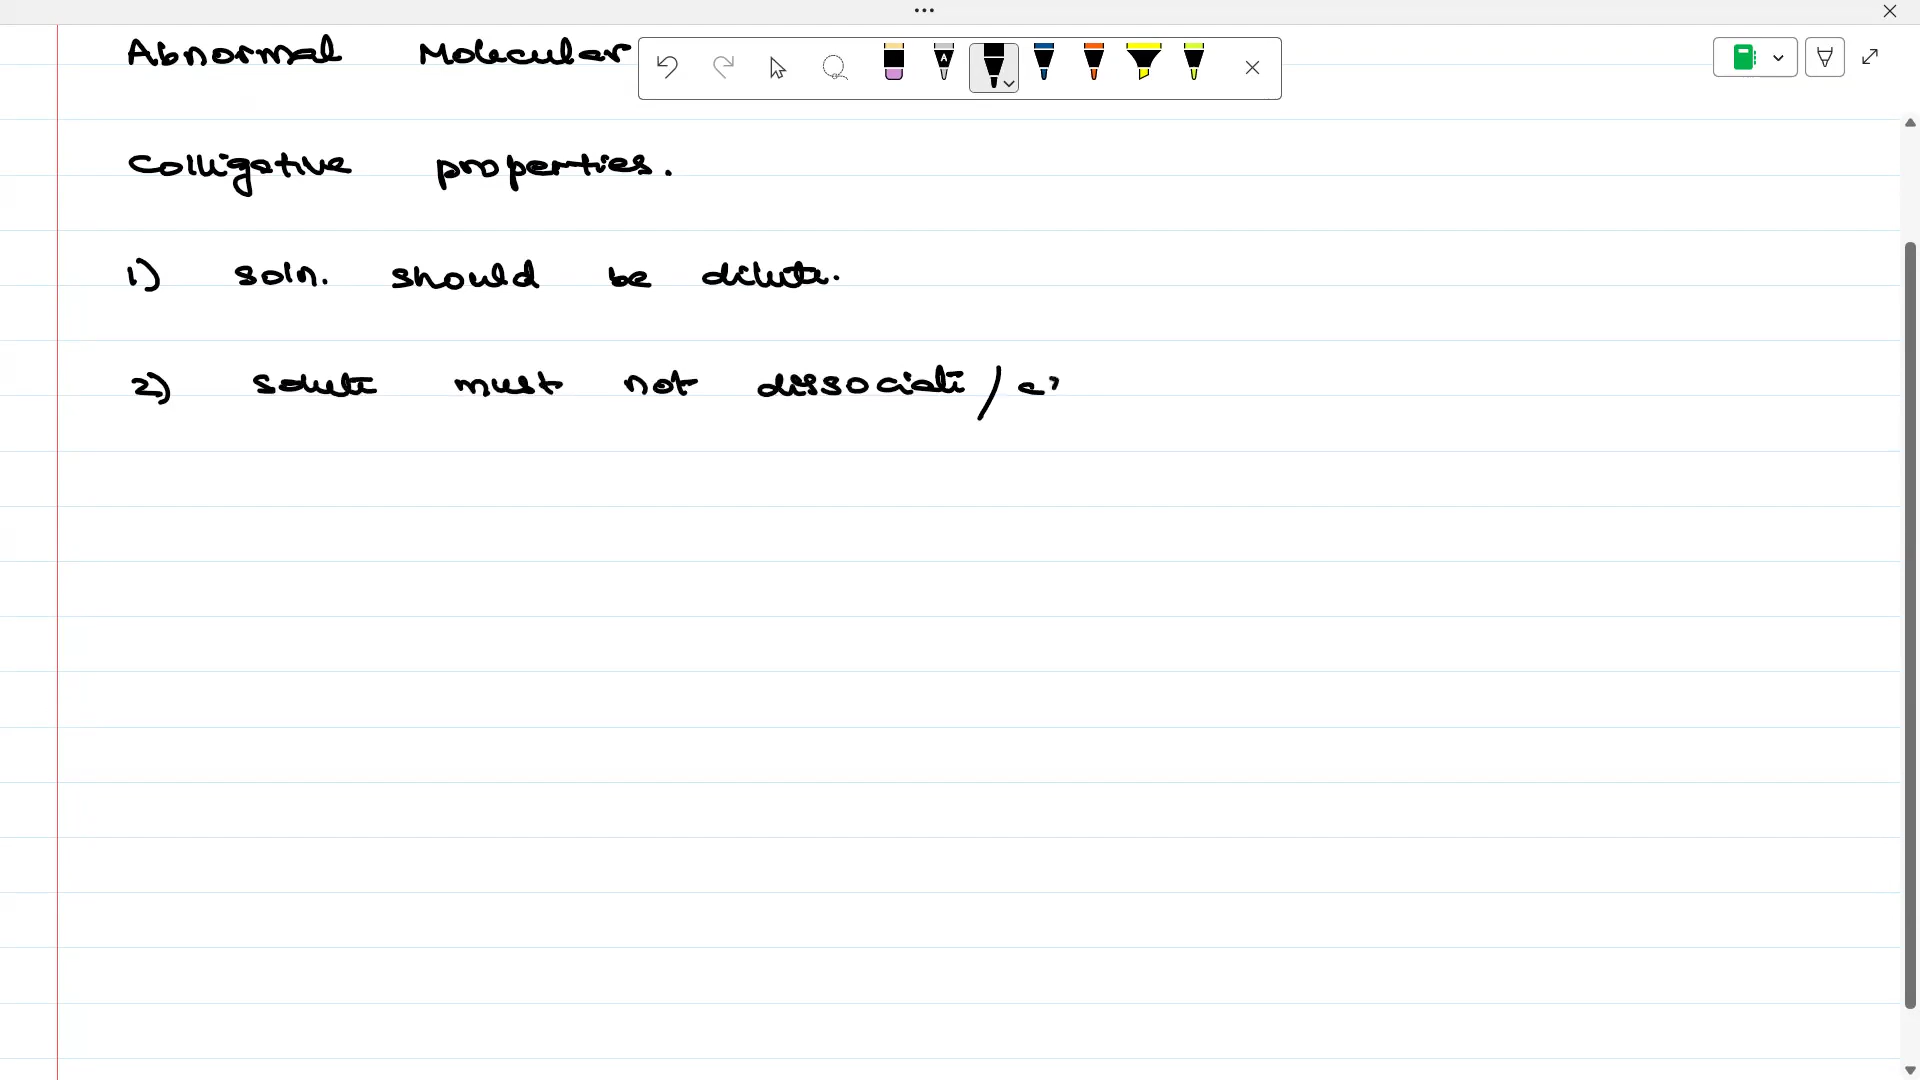 Abnormal Molecular
Colligative properties.
1) soln. should be dilute.
2) solute must not dissociate /